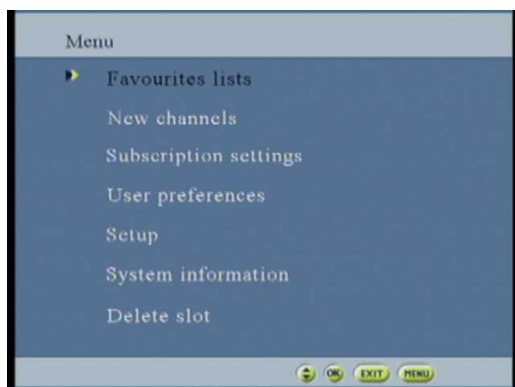 Menu
Favourites lists
New channels
Subscription settings
User preferences
Setup
System information
Delete slot
OK EXIT MENU